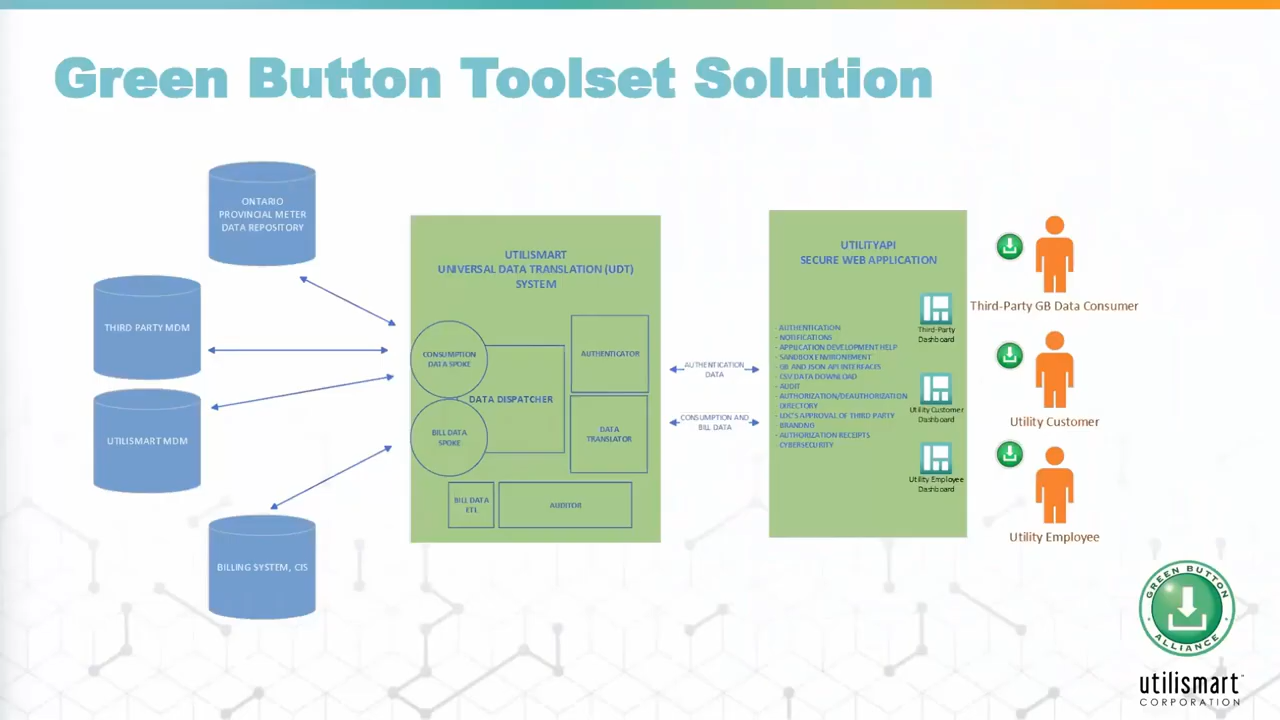 Green Button Toolset Solution
ONTARIO
PROVINCIAL METER
DATA REPOSITORY
THIRD PARTY MDM
UTILISMART MDM
BILLING SYSTEM, CIS
UTILISMART
UNIVERSAL DATA TRANSLATION (UDT)
SYSTEM
CONSUMPTION
DATA SPOKE
BILL DATA
SPOKE
DATA DISPATCHER
AUTHENTICATOR
DATA
TRANSLATOR
BILL DATA
ETL
AUDITOR
AUTHENTICATION
DATA
CONSUMPTION AND
BILL DATA
UTILITYAPI
SECURE WEB APPLICATION
- AUTHENTICATION
- NOTIFICATIONS
- APPLICATION DEVELOPMENT HELP
- SANDBOX ENVIRONEMENT
- GB AND JSON API INTERFACES
- CSV DATA DOWNLOAD
- AUDIT
- AUTHORIZATION/DEAUTHORIZATION
DIRECTORY
- LDC'S APPROVAL OF THIRD PARTY
BRANDING
- AUTHORIZATION RECEIPTS
CYBERSECURITY
Third-Party
Dashboard
Utility Customer
Dashboard
Utility Employee
Dashboard
Third-Party GB Data Consumer
Utility Customer
Utility Employee
GREEN BUTTON
ALLIANCE
utilismart™
CORPORATION